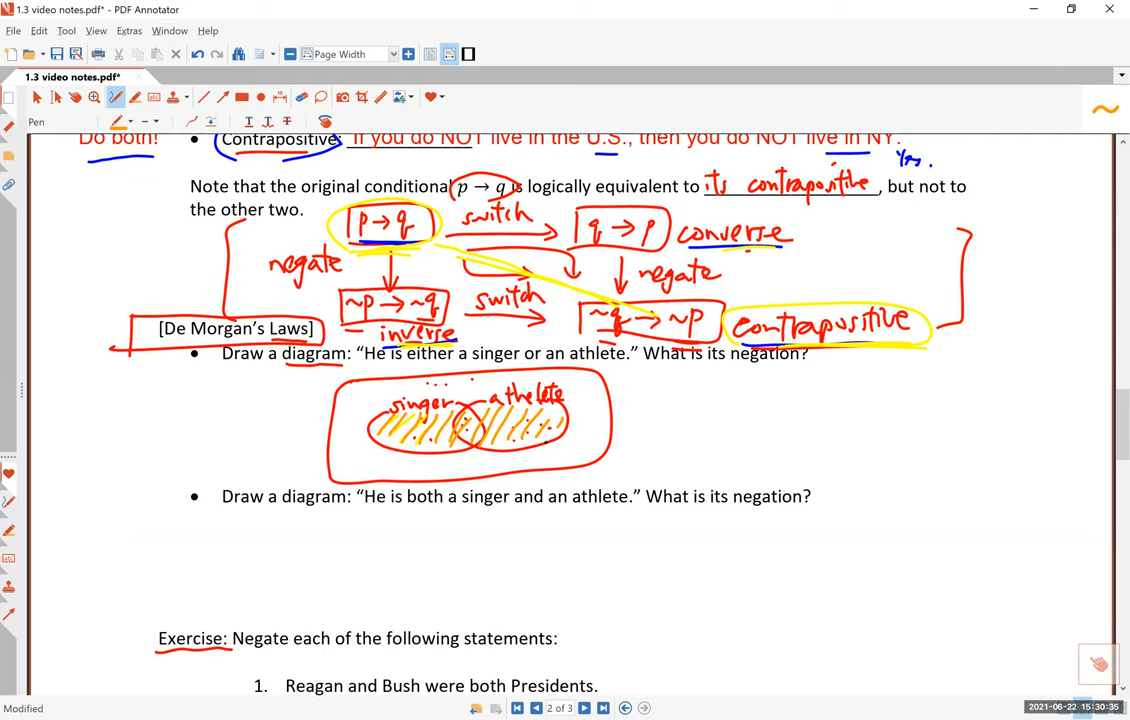 1.3 video notes.pdf* - PDF Annotator
File Edit Tool View Extras Window Help
Page Width
1.3 video notes.pdf* ×
Pen
Do both! • Contrapositive: If you do NOT live in the U.S., then you do NOT live in NY.
Yes.
Note that the original conditional p → q is logically equivalent to its contrapositive, but not to
the other two.
p → q switch q → p converse
negate negate
~p → ~q switch ~q → ~p contrapositive
inverse
[De Morgan's Laws]
• Draw a diagram: “He is either a singer or an athlete.” What is its negation?
singer athelete
• Draw a diagram: “He is both a singer and an athlete.” What is its negation?
Exercise: Negate each of the following statements:
1. Reagan and Bush were both Presidents.
Modified 2 of 3 2021-06-22 15:30:35